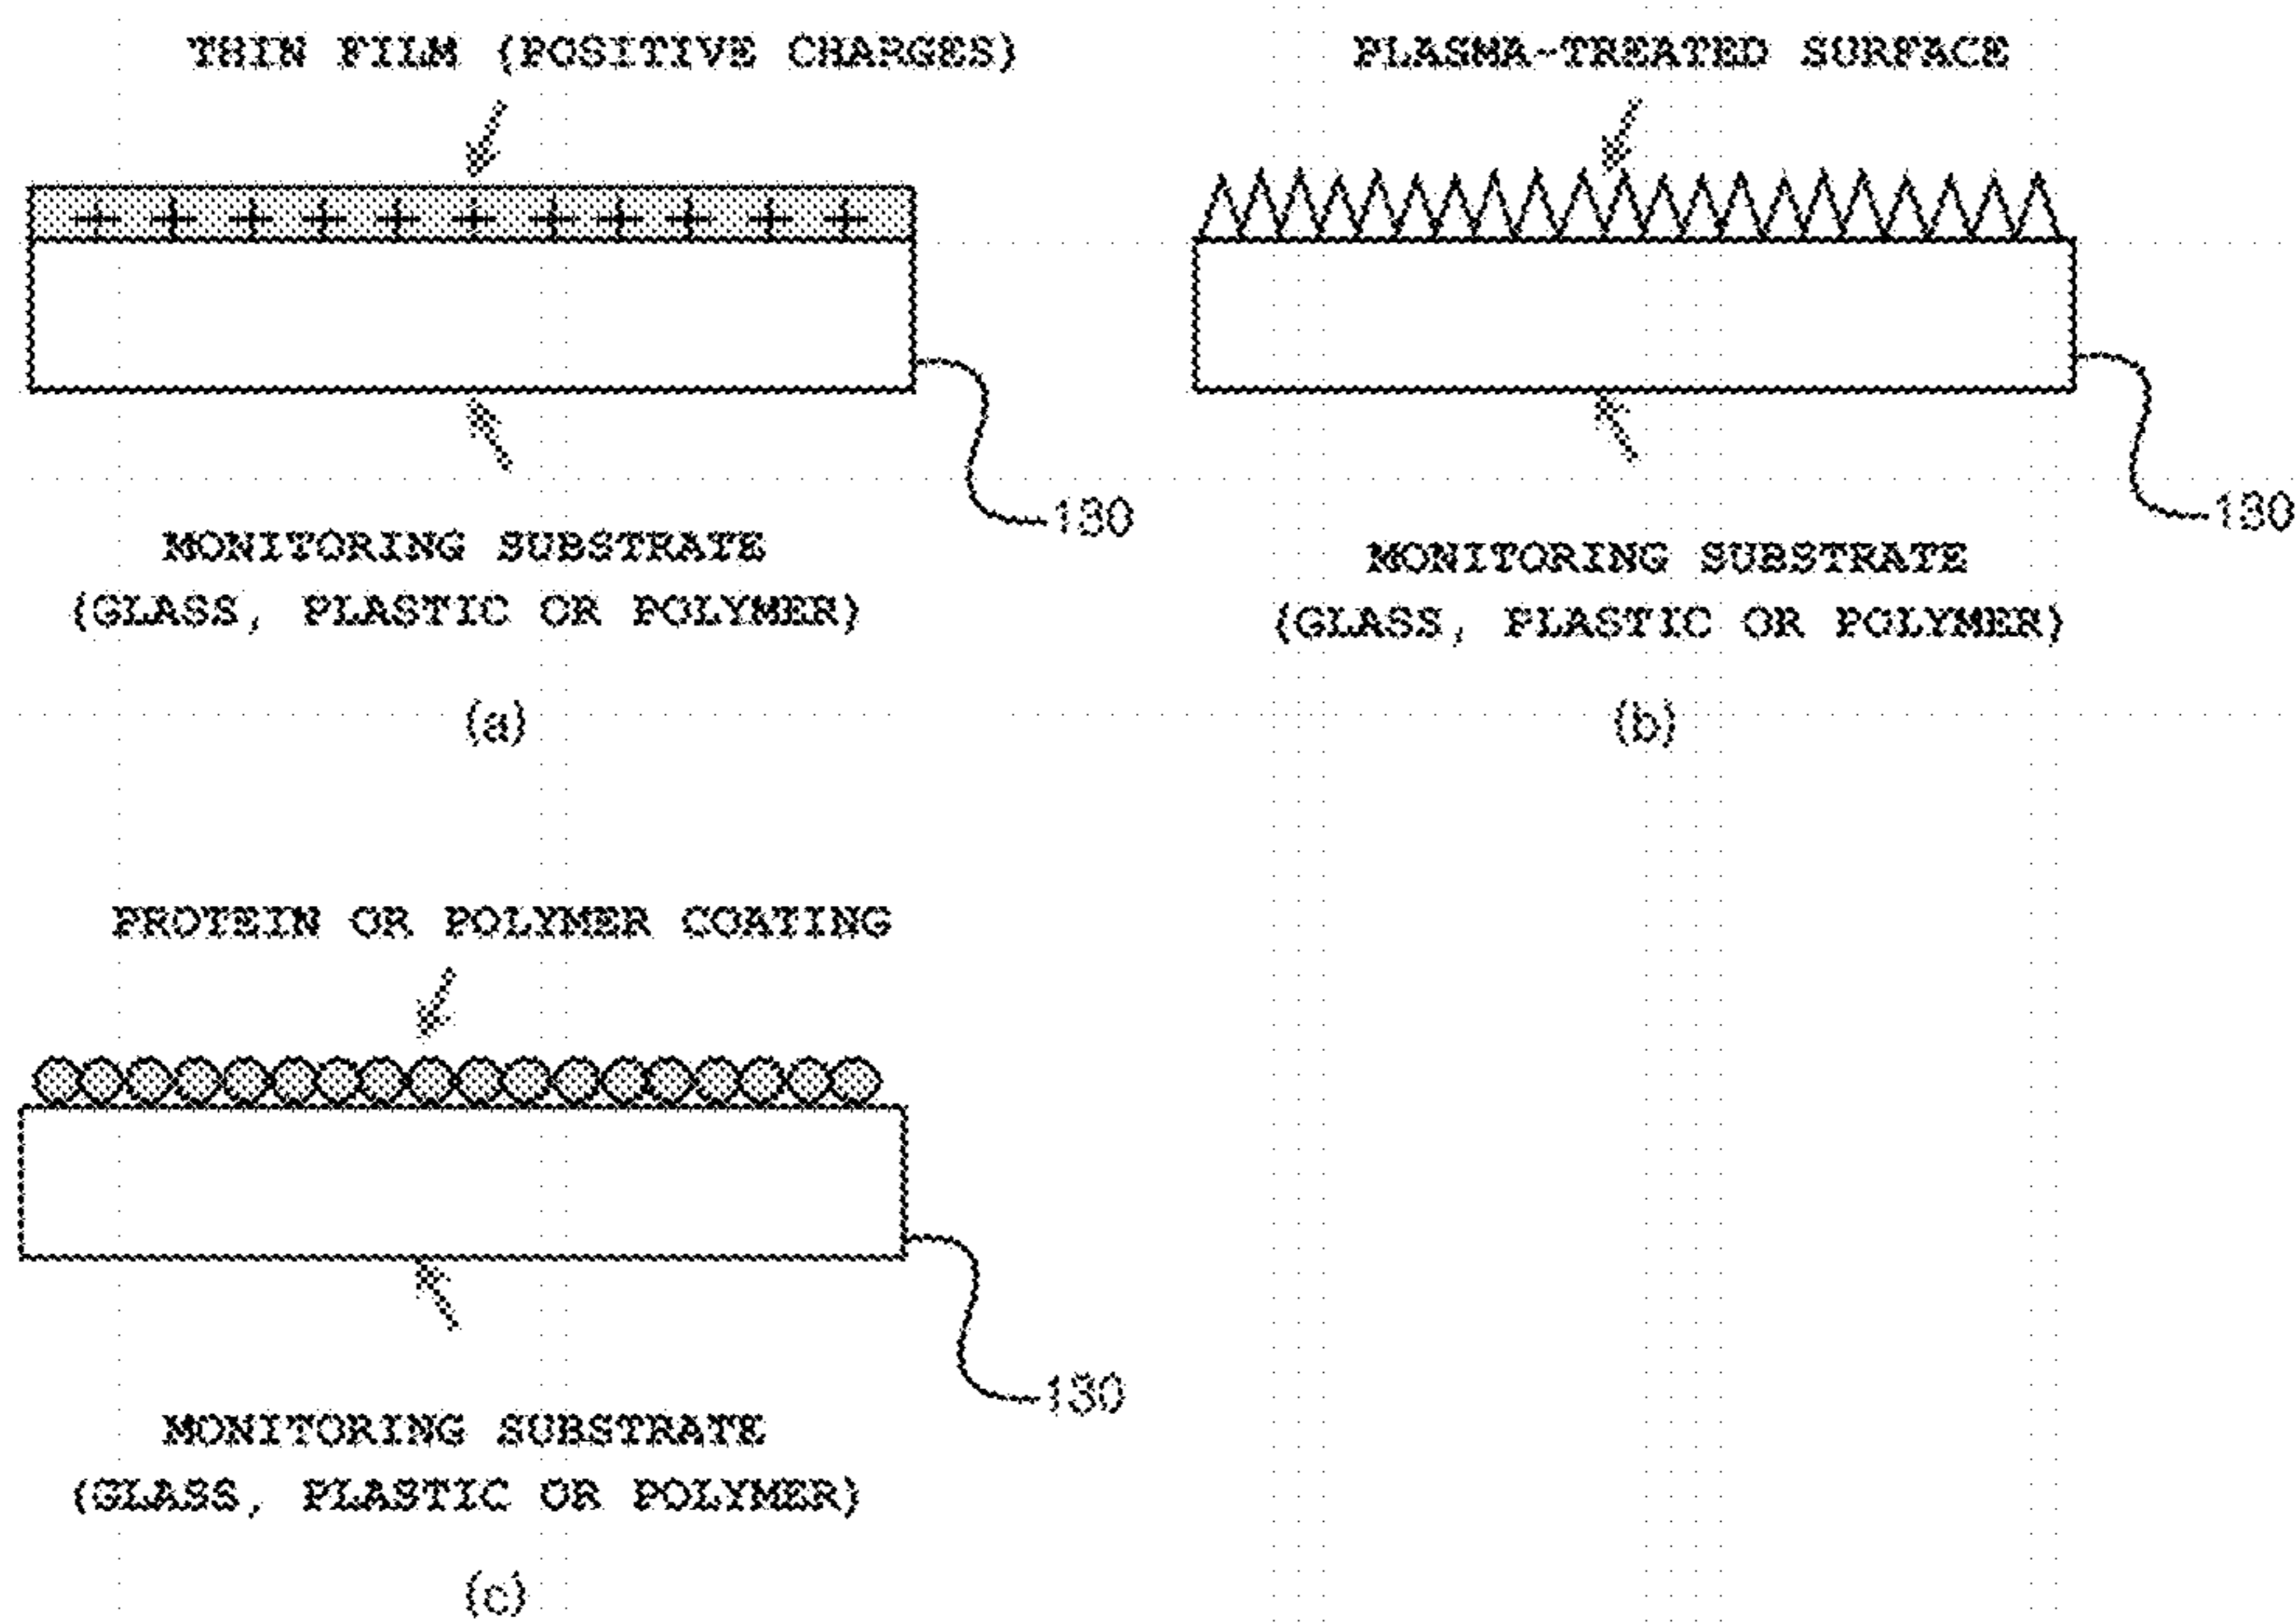 THIN FILM (POSITIVE CHARGES)
MONITORING SUBSTRATE
(GLASS, PLASTIC OR POLYMER)
130
(a)
PLASMA-TREATED SURFACE
MONITORING SUBSTRATE
(GLASS, PLASTIC OR POLYMER)
130
(b)
PROTEIN OR POLYMER COATING
MONITORING SUBSTRATE
(GLASS, PLASTIC OR POLYMER)
130
(c)